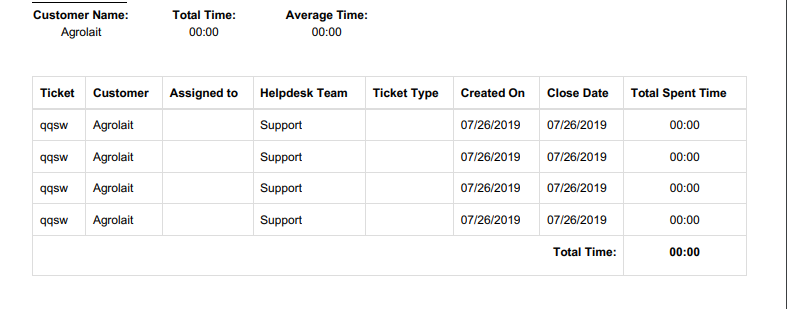 Customer Name: Total Time: Average Time:
Agrolait 00:00 00:00
Ticket Customer Assigned to Helpdesk Team Ticket Type Created On Close Date Total Spent Time
qqsw Agrolait Support 07/26/2019 07/26/2019 00:00
qqsw Agrolait Support 07/26/2019 07/26/2019 00:00
qqsw Agrolait Support 07/26/2019 07/26/2019 00:00
qqsw Agrolait Support 07/26/2019 07/26/2019 00:00
Total Time: 00:00